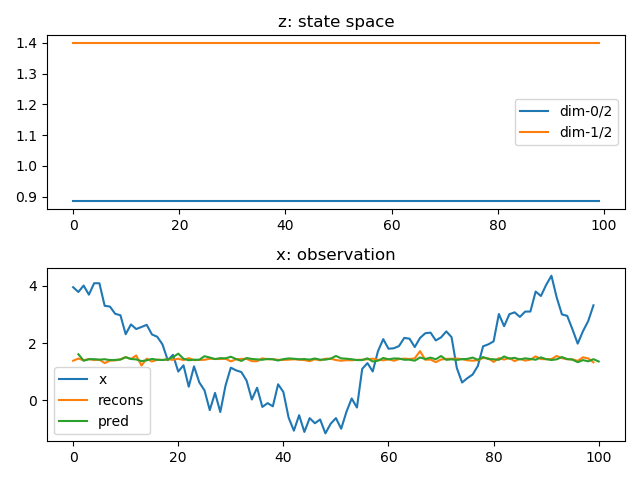 z: state space
1.4
1.3
1.2
1.1
1.0
0.9
dim-0/2
dim-1/2
0 20 40 60 80 100
x: observation
4
2
0
x
recons
pred
0 20 40 60 80 100